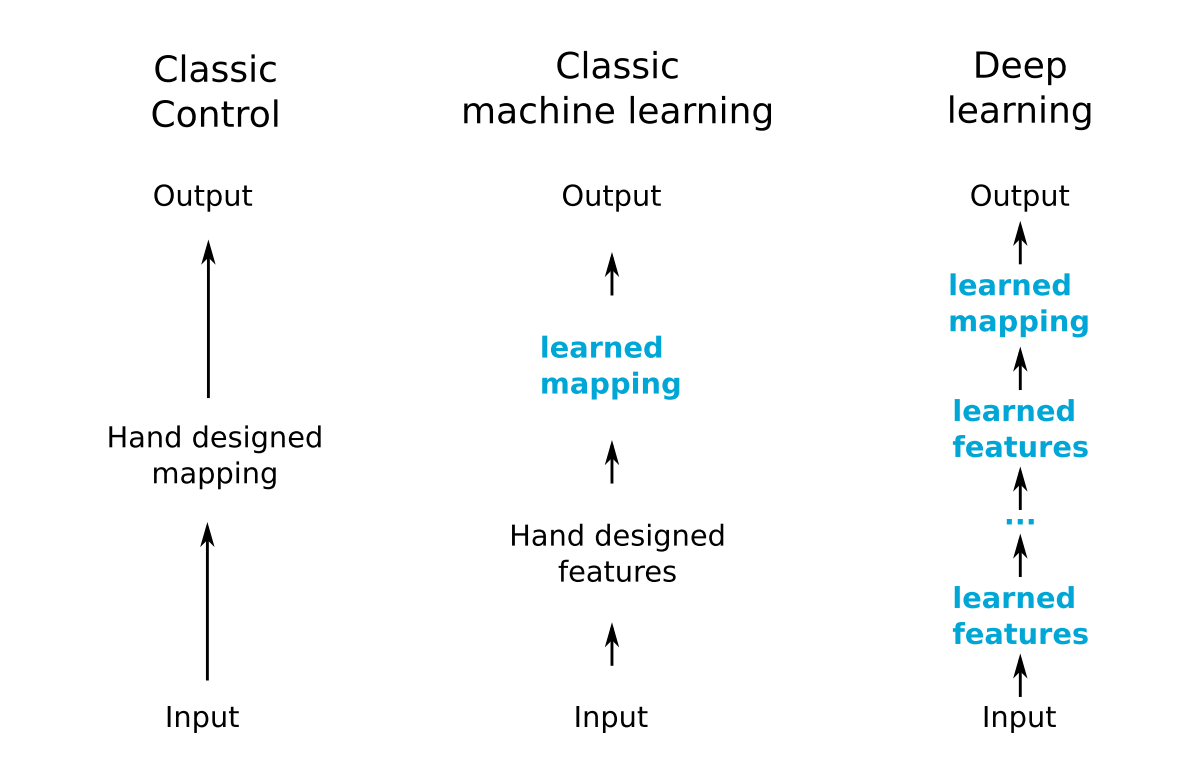 Classic
Control
Output
Hand designed
mapping
Input
Classic
machine learning
Output
learned
mapping
Hand designed
features
Input
Deep
learning
Output
learned
mapping
learned
features
...
learned
features
Input